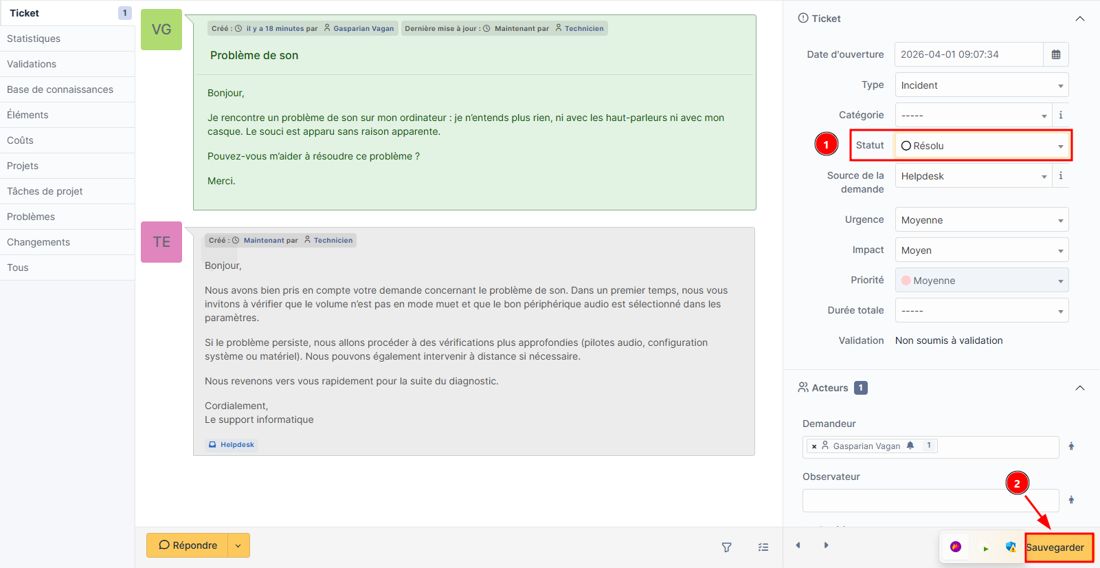 Ticket 1
Statistiques
Validations
Base de connaissances
Éléments
Coûts
Projets
Tâches de projet
Problèmes
Changements
Tous
VG
Créé : il y a 18 minutes par Gasparian Vagan Dernière mise à jour : Maintenant par Technicien
Problème de son
Bonjour,
Je rencontre un problème de son sur mon ordinateur : je n’entends plus rien, ni avec les haut-parleurs ni avec mon
casque. Le souci est apparu sans raison apparente.
Pouvez-vous m’aider à résoudre ce problème ?
Merci.
TE
Créé : Maintenant par Technicien
Bonjour,
Nous avons bien pris en compte votre demande concernant le problème de son. Dans un premier temps, nous vous
invitons à vérifier que le volume n’est pas en mode muet et que le bon périphérique audio est sélectionné dans les
paramètres.
Si le problème persiste, nous allons procéder à des vérifications plus approfondies (pilotes audio, configuration
système ou matériel). Nous pouvons également intervenir à distance si nécessaire.
Nous revenons vers vous rapidement pour la suite du diagnostic.
Cordialement,
Le support informatique
Helpdesk
Répondre
Ticket
Date d'ouverture 2026-04-01 09:07:34
Type Incident
Catégorie -----
1 Statut Résolu
Source de la
demande Helpdesk
Urgence Moyenne
Impact Moyen
Priorité Moyenne
Durée totale -----
Validation Non soumis à validation
Acteurs 1
Demandeur
× Gasparian Vagan 1
Observateur
2
Sauvegarder